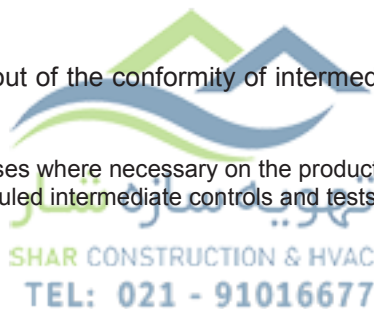 out of the conformity of intermed
ses where necessary on the product
uled intermediate controls and tests
تهویه سازه شار
SHAR CONSTRUCTION & HVAC
TEL: 021 - 91016677